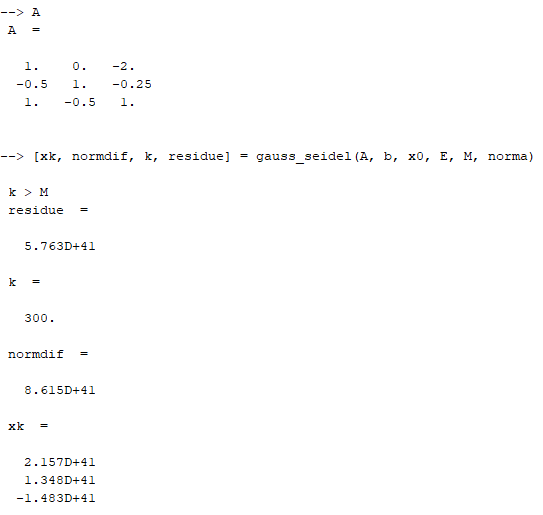 --> A
A =
1. 0. -2.
-0.5 1. -0.25
1. -0.5 1.
--> [xk, normdif, k, residue] = gauss_seidel(A, b, x0, E, M, norma)
k > M
residue =
5.763D+41
k =
300.
normdif =
8.615D+41
xk =
2.157D+41
1.348D+41
-1.483D+41